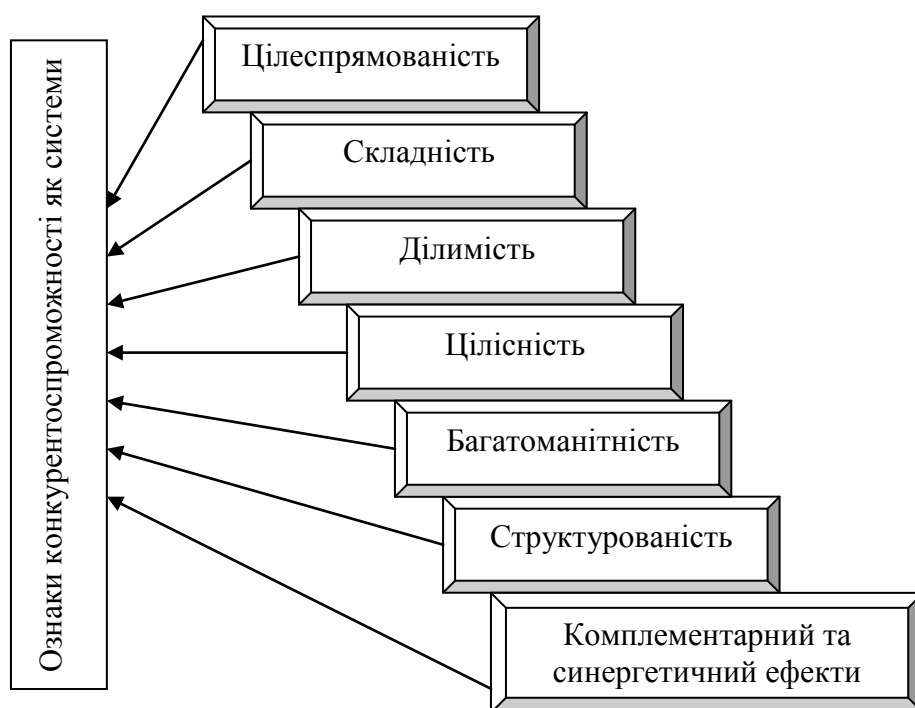 Ознаки конкурентоспроможності як системи
Цілеспрямованість
Складність
Ділимість
Цілісність
Багатоманітність
Структурованість
Комплементарний та
синергетичний ефекти